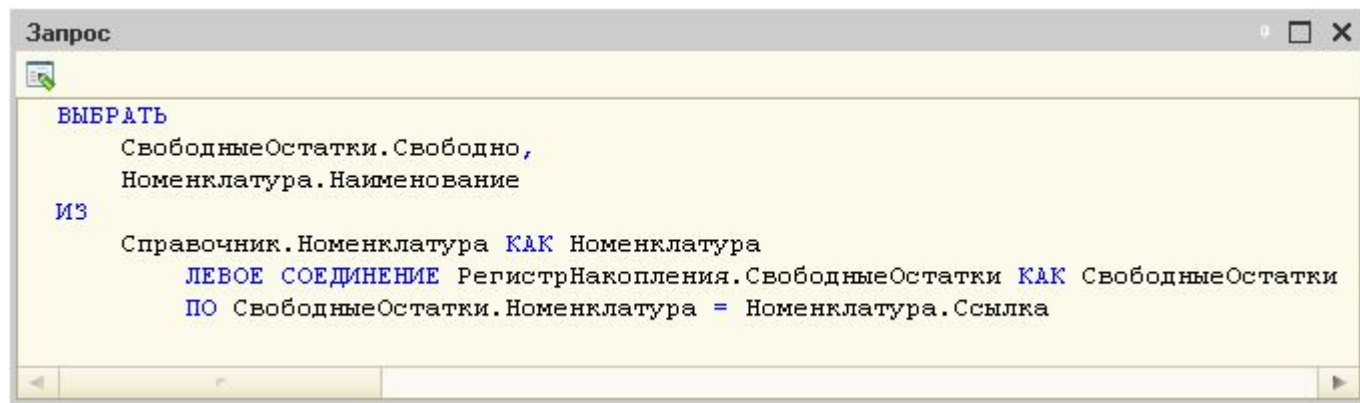 Запрос
ВЫБРАТЬ
СвободныеОстатки.Свободно,
Номенклатура.Наименование
ИЗ
Справочник.Номенклатура КАК Номенклатура
ЛЕВОЕ СОЕДИНЕНИЕ РегистрНакопления.СвободныеОстатки КАК СвободныеОстатки
ПО СвободныеОстатки.Номенклатура = Номенклатура.Ссылка